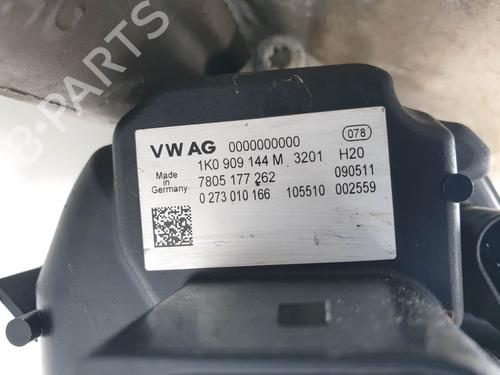 B-PARTS
VW AG 0000000000 078
1K0 909 144 M 3201 H20
Made in Germany 7805 177 262 090511
0 273 010 166 105510 002559